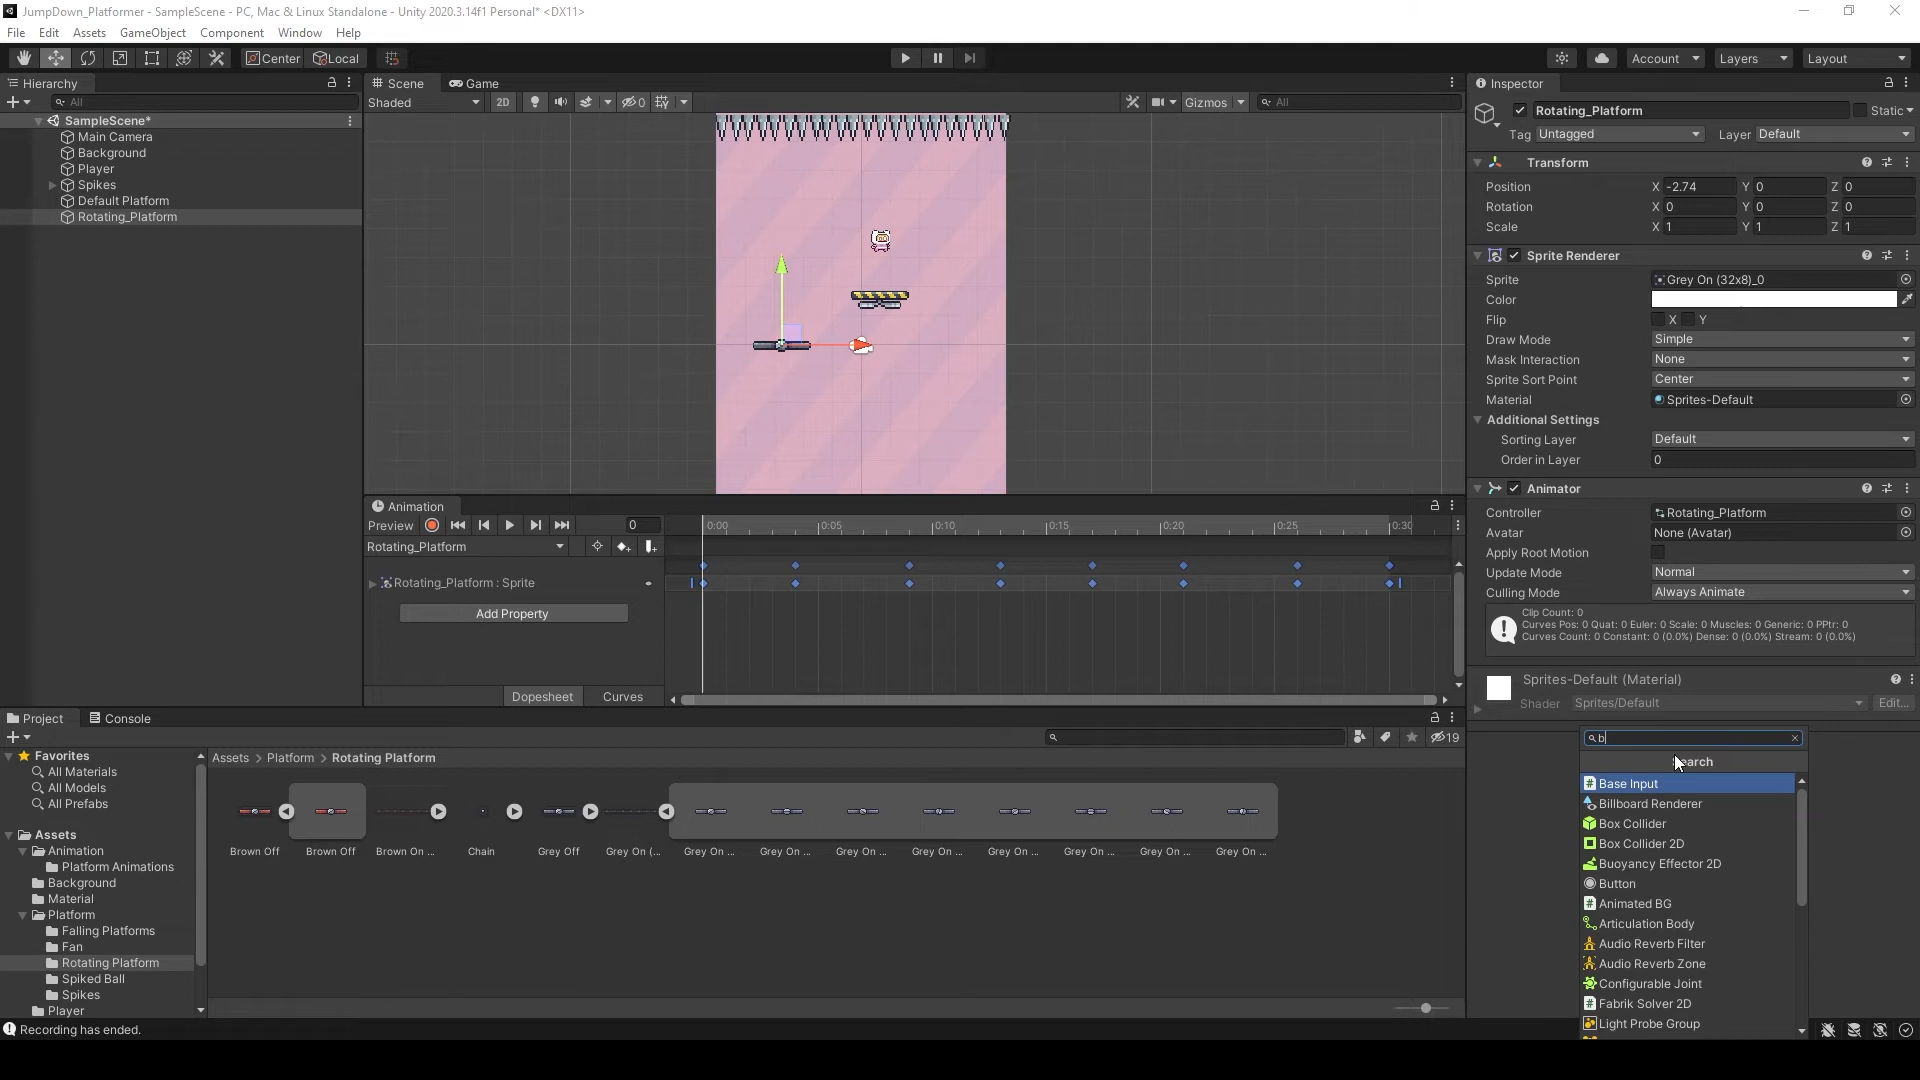 JumpDown_Platformer - SampleScene - PC, Mac & Linux Standalone - Unity 2020.3.14f1 Personal* <DX11>
File Edit Assets GameObject Component Window Help
Center Local
Account Layers Layout
Hierarchy
All
SampleScene*
Main Camera
Background
Player
Spikes
Default Platform
Rotating_Platform
Scene Game
Shaded 2D 0 Gizmos All
Animation
Preview 0
Rotating_Platform
Rotating_Platform : Sprite
Add Property
Dopesheet Curves
0:00 0:05 0:10 0:15 0:20 0:25 0:30
Inspector
Rotating_Platform Static
Tag Untagged Layer Default
Transform
Position X -2.74 Y 0 Z 0
Rotation X 0 Y 0 Z 0
Scale X 1 Y 1 Z 1
Sprite Renderer
Sprite Grey On (32x8)_0
Color
Flip X Y
Draw Mode Simple
Mask Interaction None
Sprite Sort Point Center
Material Sprites-Default
Additional Settings
Sorting Layer Default
Order in Layer 0
Animator
Controller Rotating_Platform
Avatar None (Avatar)
Apply Root Motion
Update Mode Normal
Culling Mode Always Animate
Clip Count: 0
Curves Pos: 0 Quat: 0 Euler: 0 Scale: 0 Muscles: 0 Generic: 0 PPtr: 0
Curves Count: 0 Constant: 0 (0.0%) Dense: 0 (0.0%) Stream: 0 (0.0%)
Sprites-Default (Material)
Shader Sprites/Default Edit...
b
Base Input
Billboard Renderer
Box Collider
Box Collider 2D
Buoyancy Effector 2D
Button
Animated BG
Articulation Body
Audio Reverb Filter
Audio Reverb Zone
Configurable Joint
Fabrik Solver 2D
Light Probe Group
Project Console
19
Favorites
All Materials
All Models
All Prefabs
Assets
Animation
Platform Animations
Background
Material
Platform
Falling Platforms
Fan
Rotating Platform
Spiked Ball
Spikes
Player
Assets > Platform > Rotating Platform
Brown Off Brown Off Brown On ... Chain Grey Off Grey On (... Grey On ... Grey On ... Grey On ... Grey On ... Grey On ... Grey On ... Grey On ... Grey On ...
Recording has ended.